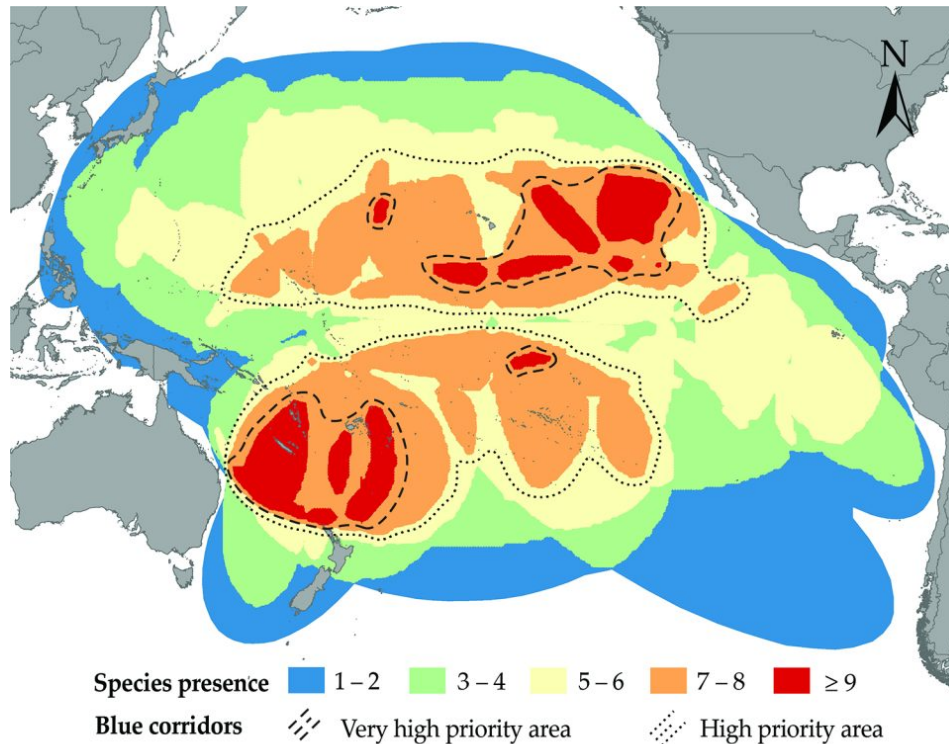 N
Species presence 1 – 2 3 – 4 5 – 6 7 – 8 ≥ 9
Blue corridors Very high priority area High priority area